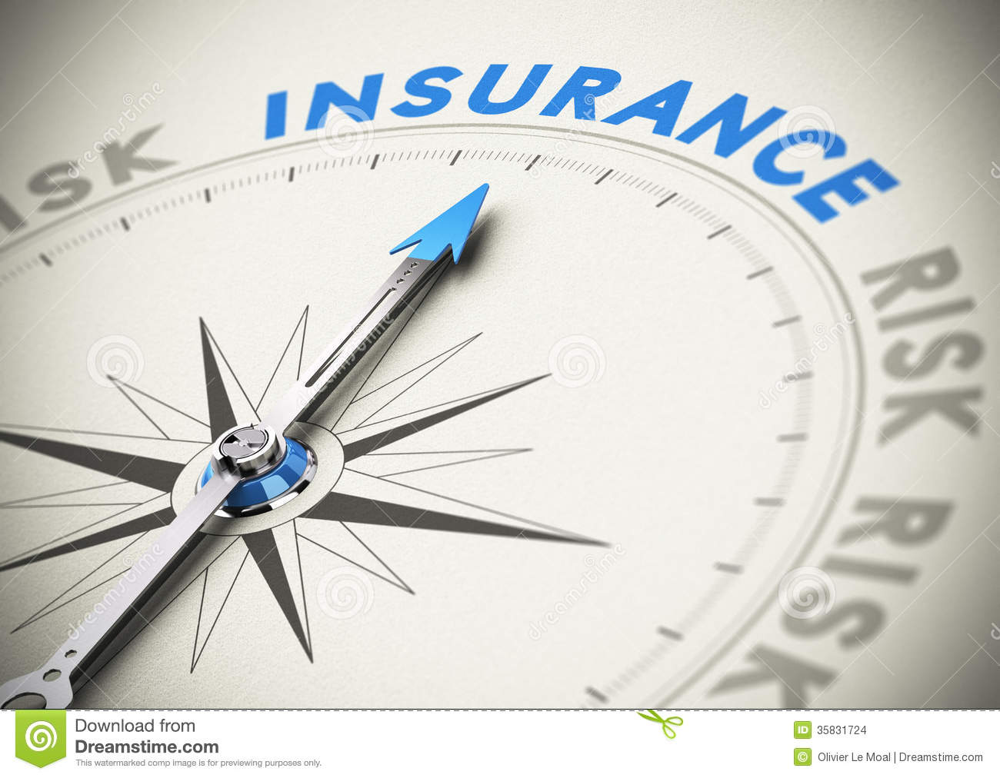 INSURANCE
ISK
RISK
RISK
dreamstime
Download from
Dreamstime.com
This watermarked comp image is for previewing purposes only.
ID 35831724
© Olivier Le Moal | Dreamstime.com